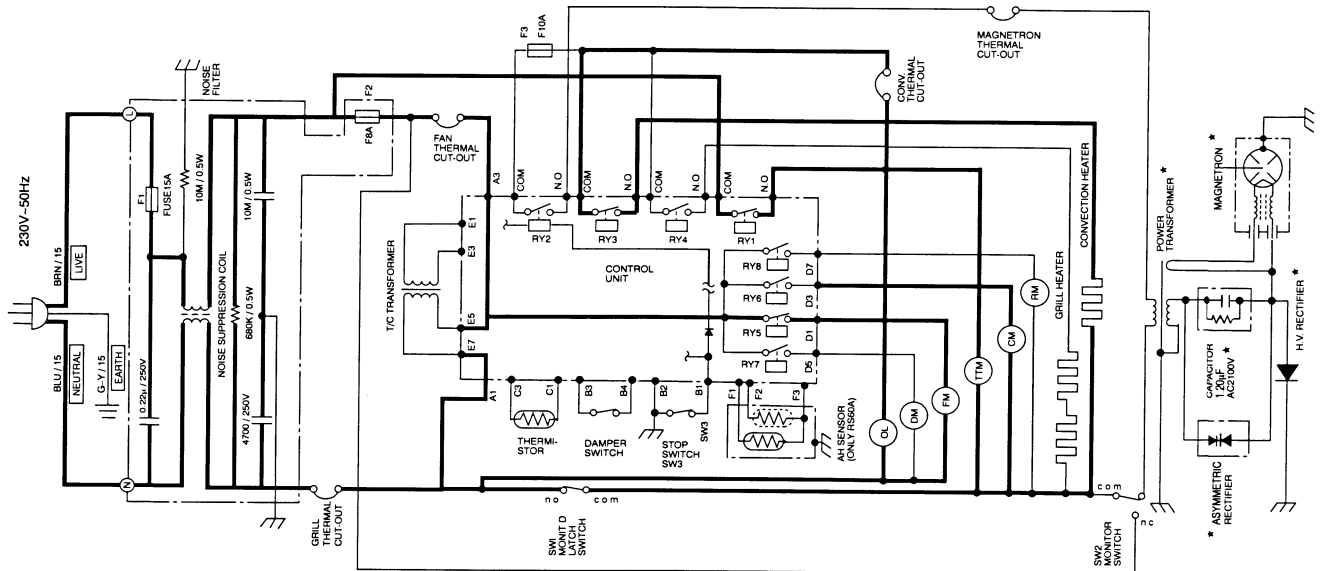 230V~50Hz
BRN / 15
LIVE
BLU / 15
NEUTRAL
G–Y / 15
EARTH
L
N
F1
FUSE15A
0.22µ / 250V
NOISE
FILTER
NOISE SUPPRESSION COIL
10M / 0.5W
10M / 0.5W
680K / 0.5W
4700 / 250V
F2
F8A
FAN
THERMAL
CUT-OUT
GRILL
THERMAL
CUT-OUT
T/C TRANSFORMER
E1
E3
E5
E7
A3
A1
F3
F10A
COM
N.O
COM
N.O
COM
N.O
COM
N.O
RY2
RY3
RY4
RY1
CONTROL
UNIT
RY8
RY6
RY5
RY7
D7
D3
D1
D5
C3
C1
B3
B4
B2
B1
F1
F2
F3
THERMI-
STOR
DAMPER
SWITCH
STOP SWITCH
SW3
SW3
AH SENSOR
(ONLY RS60A)
n o
c o m
SW1
MONIT D
LATCH
SWITCH
CONV.
THERMAL
CUT-OUT
MAGNETRON
THERMAL
CUT-OUT
OL
DM
FM
TTM
CM
RM
GRILL HEATER
CONVECTION HEATER
c o m
n c
SW2
MONITOR
SWITCH
POWER
TRANSFORMER *
MAGNETRON *
CAPACITOR
1.20µF *
AC2100V
H.V. RECTIFIER *
* ASYMMETRIC
RECTIFIER